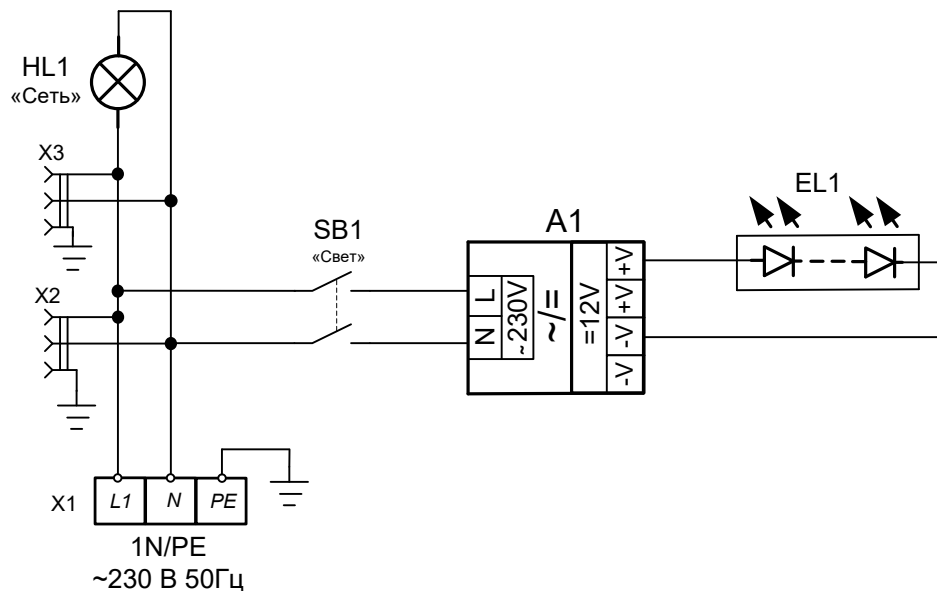 HL1
«Сеть»
X3
EL1
A1
SB1
«Свет»
X2
L
N
~230V
~/=
=12V
+V
+V
-V
-V
X1
L1
N
PE
1N/PE
~230 В 50Гц